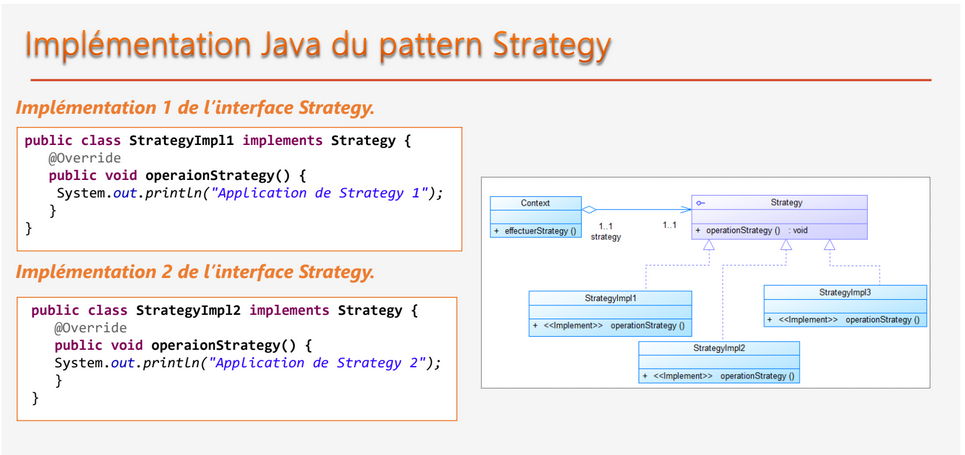 Implémentation Java du pattern Strategy
Implémentation 1 de l'interface Strategy.
public class StrategyImpl1 implements Strategy {
@Override
public void operaionStrategy() {
System.out.println("Application de Strategy 1");
}
}
Implémentation 2 de l'interface Strategy.
public class StrategyImpl2 implements Strategy {
@Override
public void operaionStrategy() {
System.out.println("Application de Strategy 2");
}
}
Context
+ effectuerStrategy ()
1..1
strategy
1..1
Strategy
+ operationStrategy () : void
StrategyImpl1
+ <<Implement>> operationStrategy ()
StrategyImpl3
+ <<Implement>> operationStrategy ()
StrategyImpl2
+ <<Implement>> operationStrategy ()